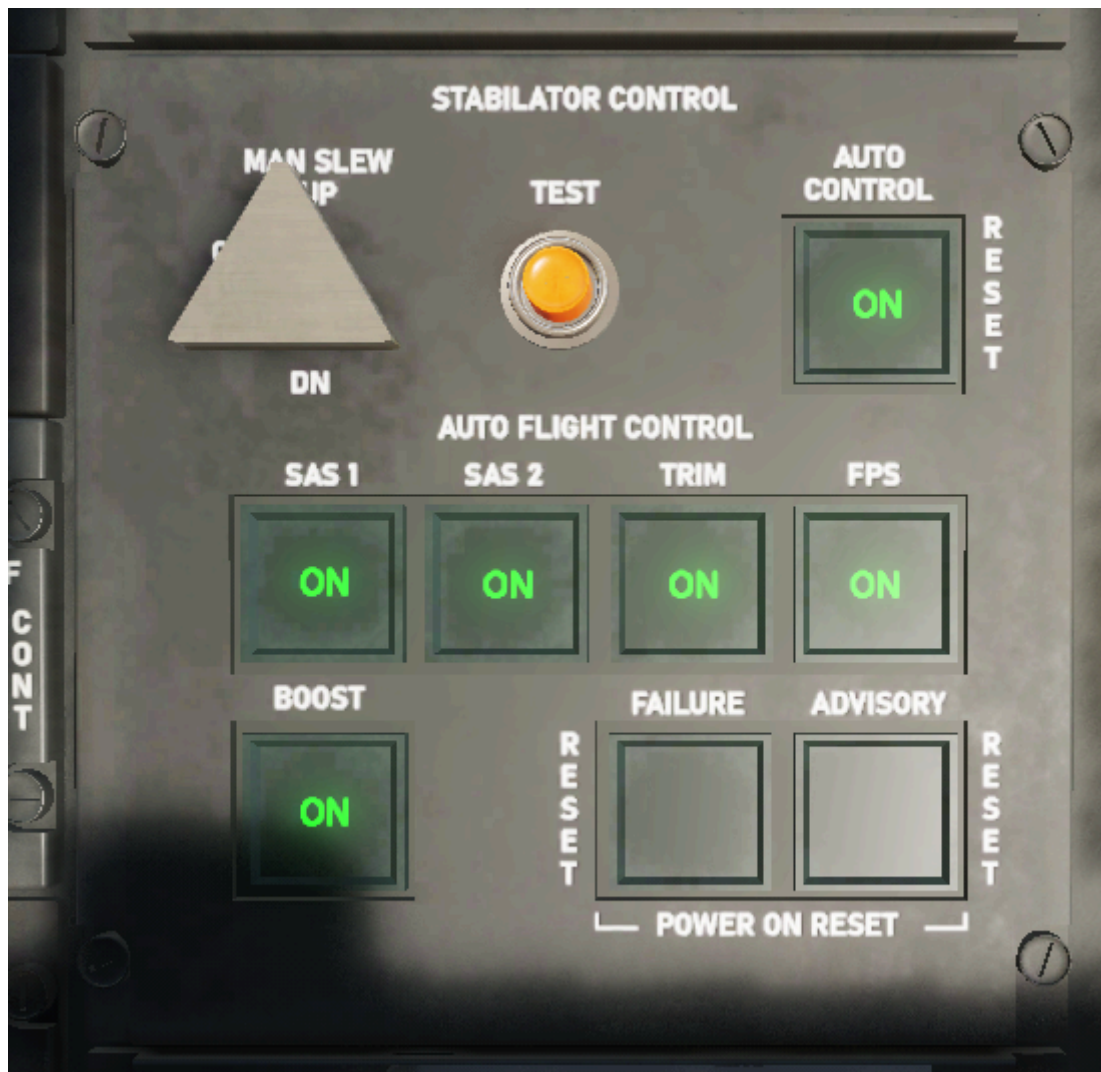 STABILATOR CONTROL
MAN SLEW
TEST
AUTO
CONTROL
RESET
ON
DN
AUTO FLIGHT CONTROL
SAS 1
SAS 2
TRIM
FPS
ON
ON
ON
ON
CONT
BOOST
FAILURE
ADVISORY
ON
RESET
RESET
POWER ON RESET